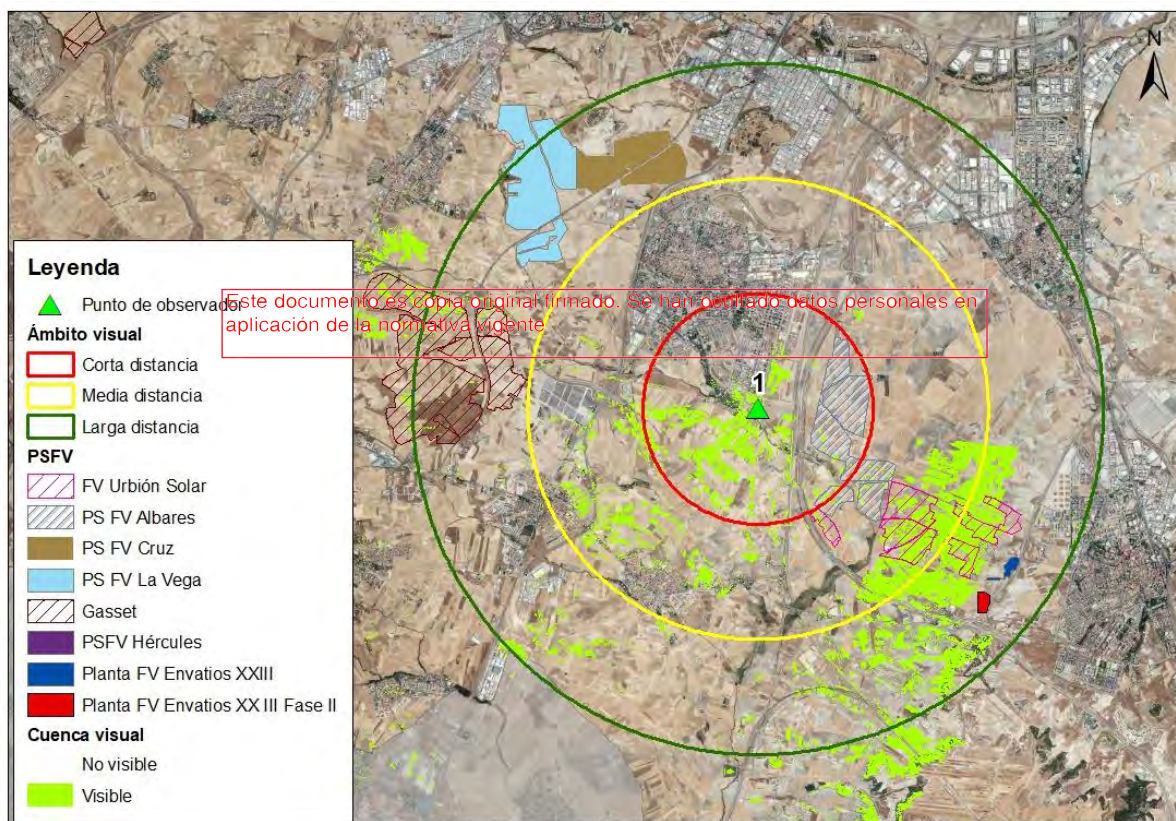 N
Leyenda
Punto de observador
Este documento es copia original firmado. Se han ocultado datos personales en
aplicación de la normativa vigente
Ámbito visual
Corta distancia
Media distancia
Larga distancia
PSFV
FV Urbión Solar
PS FV Albares
PS FV Cruz
PS FV La Vega
Gasset
PSFV Hércules
Planta FV Envatios XXIII
Planta FV Envatios XX III Fase II
Cuenca visual
No visible
Visible
1